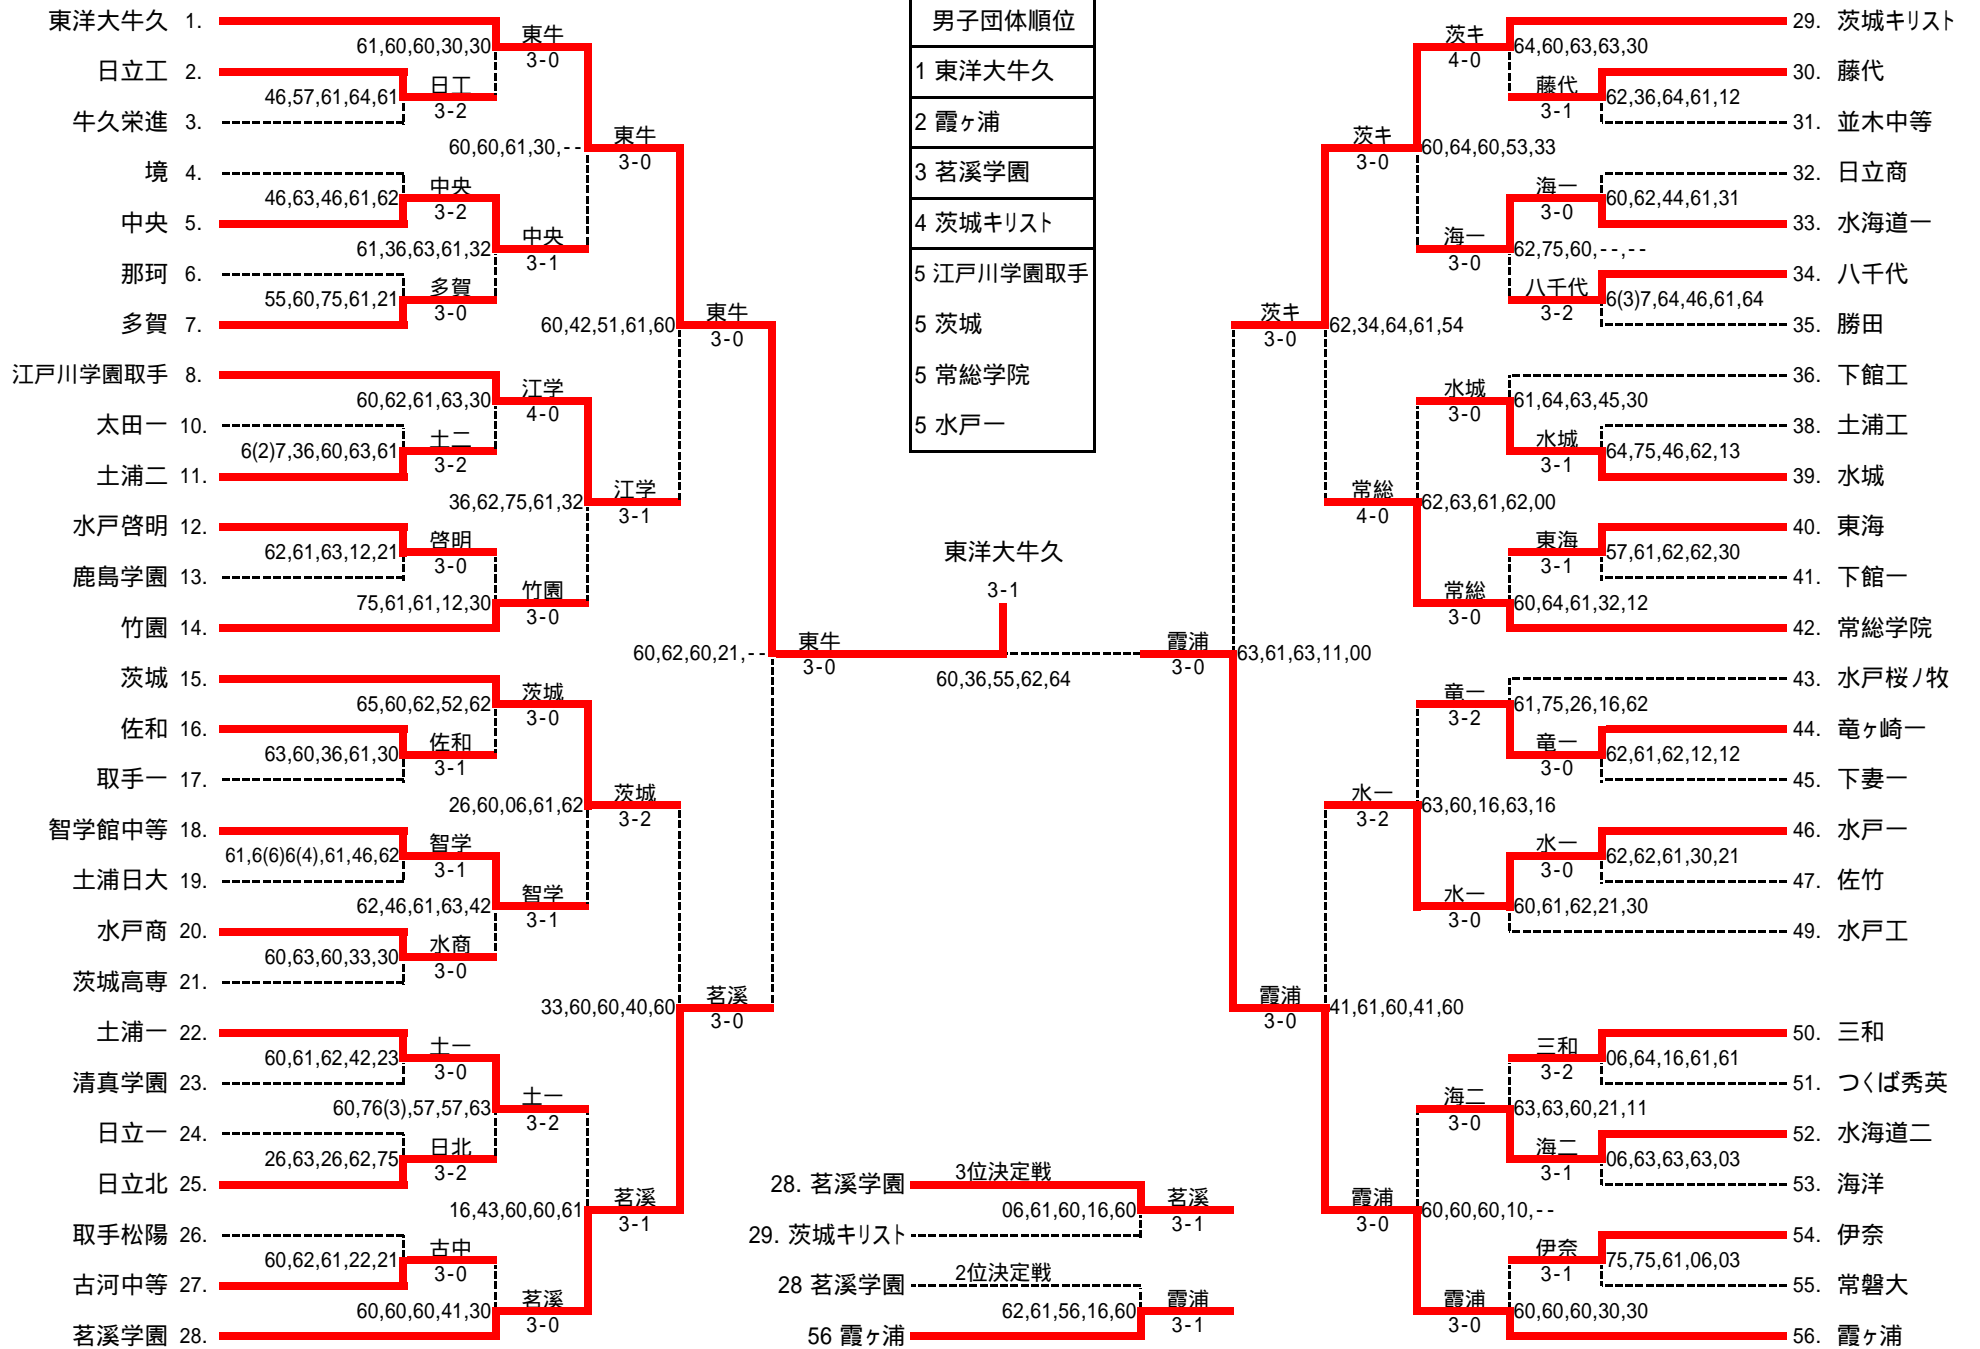 東洋大牛久 1.
日立工 2.
牛久栄進 3.
境 4.
中央 5.
那珂 6.
多賀 7.
江戸川学園取手 8.
太田一 10.
土浦二 11.
水戸啓明 12.
鹿島学園 13.
竹園 14.
茨城 15.
佐和 16.
取手一 17.
智学館中等 18.
土浦日大 19.
水戸商 20.
茨城高専 21.
土浦一 22.
清真学園 23.
日立一 24.
日立北 25.
取手松陽 26.
古河中等 27.
茗溪学園 28.
46,57,61,64,61
46,63,46,61,62
55,60,75,61,21
6(2)7,36,60,63,61
62,61,63,12,21
63,60,36,61,30
61,6(6)6(4),61,46,62
60,63,60,33,30
60,61,62,42,23
26,63,26,62,75
60,62,61,22,21
日工
3-2
中央
3-2
多賀
3-0
土二
3-2
啓明
3-0
佐和
3-1
智学
3-1
水商
3-0
土一
3-0
日北
3-2
古中
3-0
61,60,60,30,30
61,36,63,61,32
60,62,61,63,30
75,61,61,12,30
65,60,62,52,62
62,46,61,63,42
60,76(3),57,57,63
60,60,60,41,30
東牛
3-0
中央
3-1
江学
4-0
竹園
3-0
茨城
3-0
智学
3-1
土一
3-2
茗溪
3-0
60,60,61,30,--
36,62,75,61,32
26,60,06,61,62
16,43,60,60,61
東牛
3-0
江学
3-1
茨城
3-2
茗溪
3-1
60,42,51,61,60
33,60,60,40,60
東牛
3-0
茗溪
3-0
60,62,60,21,--
東牛
3-0
男子団体順位
1 東洋大牛久
2 霞ヶ浦
3 茗溪学園
4 茨城キリスト
5 江戸川学園取手
5 茨城
5 常総学院
5 水戸一
東洋大牛久
3-1
60,36,55,62,64
3位決定戦
28. 茗溪学園
29. 茨城キリスト
06,61,60,16,60
茗溪
3-1
2位決定戦
28 茗溪学園
56 霞ヶ浦
62,61,56,16,60
霞浦
3-1
霞浦
3-0
63,61,63,11,00
茨キ
3-0
霞浦
3-0
62,34,64,61,54
41,61,60,41,60
茨キ
3-0
常総
4-0
水一
3-2
霞浦
3-0
60,64,60,53,33
62,63,61,62,00
63,60,16,63,16
60,60,60,10,--
茨キ
4-0
海一
3-0
水城
3-0
常総
3-0
竜一
3-2
水一
3-0
海二
3-0
霞浦
3-0
64,60,63,63,30
62,75,60,--,--
61,64,63,45,30
60,64,61,32,12
61,75,26,16,62
60,61,62,21,30
63,63,60,21,11
60,60,60,30,30
藤代
3-1
海一
3-0
八千代
3-2
水城
3-1
東海
3-1
竜一
3-0
水一
3-0
三和
3-2
海二
3-1
伊奈
3-1
62,36,64,61,12
60,62,44,61,31
6(3)7,64,46,61,64
64,75,46,62,13
57,61,62,62,30
62,61,62,12,12
62,62,61,30,21
06,64,16,61,61
06,63,63,63,03
75,75,61,06,03
29. 茨城キリスト
30. 藤代
31. 並木中等
32. 日立商
33. 水海道一
34. 八千代
35. 勝田
36. 下館工
38. 土浦工
39. 水城
40. 東海
41. 下館一
42. 常総学院
43. 水戸桜ノ牧
44. 竜ヶ崎一
45. 下妻一
46. 水戸一
47. 佐竹
49. 水戸工
50. 三和
51. つくば秀英
52. 水海道二
53. 海洋
54. 伊奈
55. 常磐大
56. 霞ヶ浦